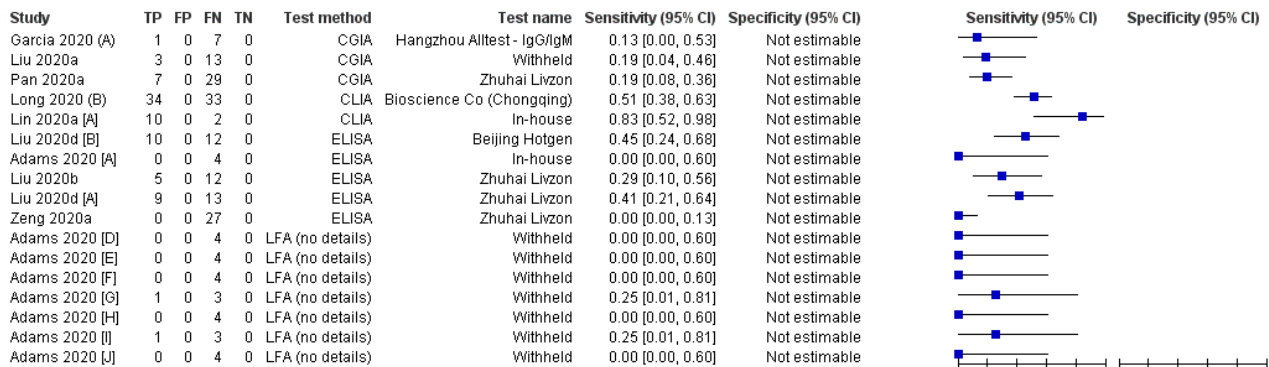 Study TP FP FN TN Test method Test name Sensitivity (95% CI) Specificity (95% CI) Sensitivity (95% CI) Specificity (95% CI)
Garcia 2020 (A) 1 0 7 0 CGIA Hangzhou Alltest - IgG/IgM 0.13 [0.00, 0.53] Not estimable
Liu 2020a 3 0 13 0 CGIA Withheld 0.19 [0.04, 0.46] Not estimable
Pan 2020a 7 0 29 0 CGIA Zhuhai Livzon 0.19 [0.08, 0.36] Not estimable
Long 2020 (B) 34 0 33 0 CLIA Bioscience Co (Chongqing) 0.51 [0.38, 0.63] Not estimable
Lin 2020a [A] 10 0 2 0 CLIA In-house 0.83 [0.52, 0.98] Not estimable
Liu 2020d [B] 10 0 12 0 ELISA Beijing Hotgen 0.45 [0.24, 0.68] Not estimable
Adams 2020 [A] 0 0 4 0 ELISA In-house 0.00 [0.00, 0.60] Not estimable
Liu 2020b 5 0 12 0 ELISA Zhuhai Livzon 0.29 [0.10, 0.56] Not estimable
Liu 2020d [A] 9 0 13 0 ELISA Zhuhai Livzon 0.41 [0.21, 0.64] Not estimable
Zeng 2020a 0 0 27 0 ELISA Zhuhai Livzon 0.00 [0.00, 0.13] Not estimable
Adams 2020 [D] 0 0 4 0 LFA (no details) Withheld 0.00 [0.00, 0.60] Not estimable
Adams 2020 [E] 0 0 4 0 LFA (no details) Withheld 0.00 [0.00, 0.60] Not estimable
Adams 2020 [F] 0 0 4 0 LFA (no details) Withheld 0.00 [0.00, 0.60] Not estimable
Adams 2020 [G] 1 0 3 0 LFA (no details) Withheld 0.25 [0.01, 0.81] Not estimable
Adams 2020 [H] 0 0 4 0 LFA (no details) Withheld 0.00 [0.00, 0.60] Not estimable
Adams 2020 [I] 1 0 3 0 LFA (no details) Withheld 0.25 [0.01, 0.81] Not estimable
Adams 2020 [J] 0 0 4 0 LFA (no details) Withheld 0.00 [0.00, 0.60] Not estimable